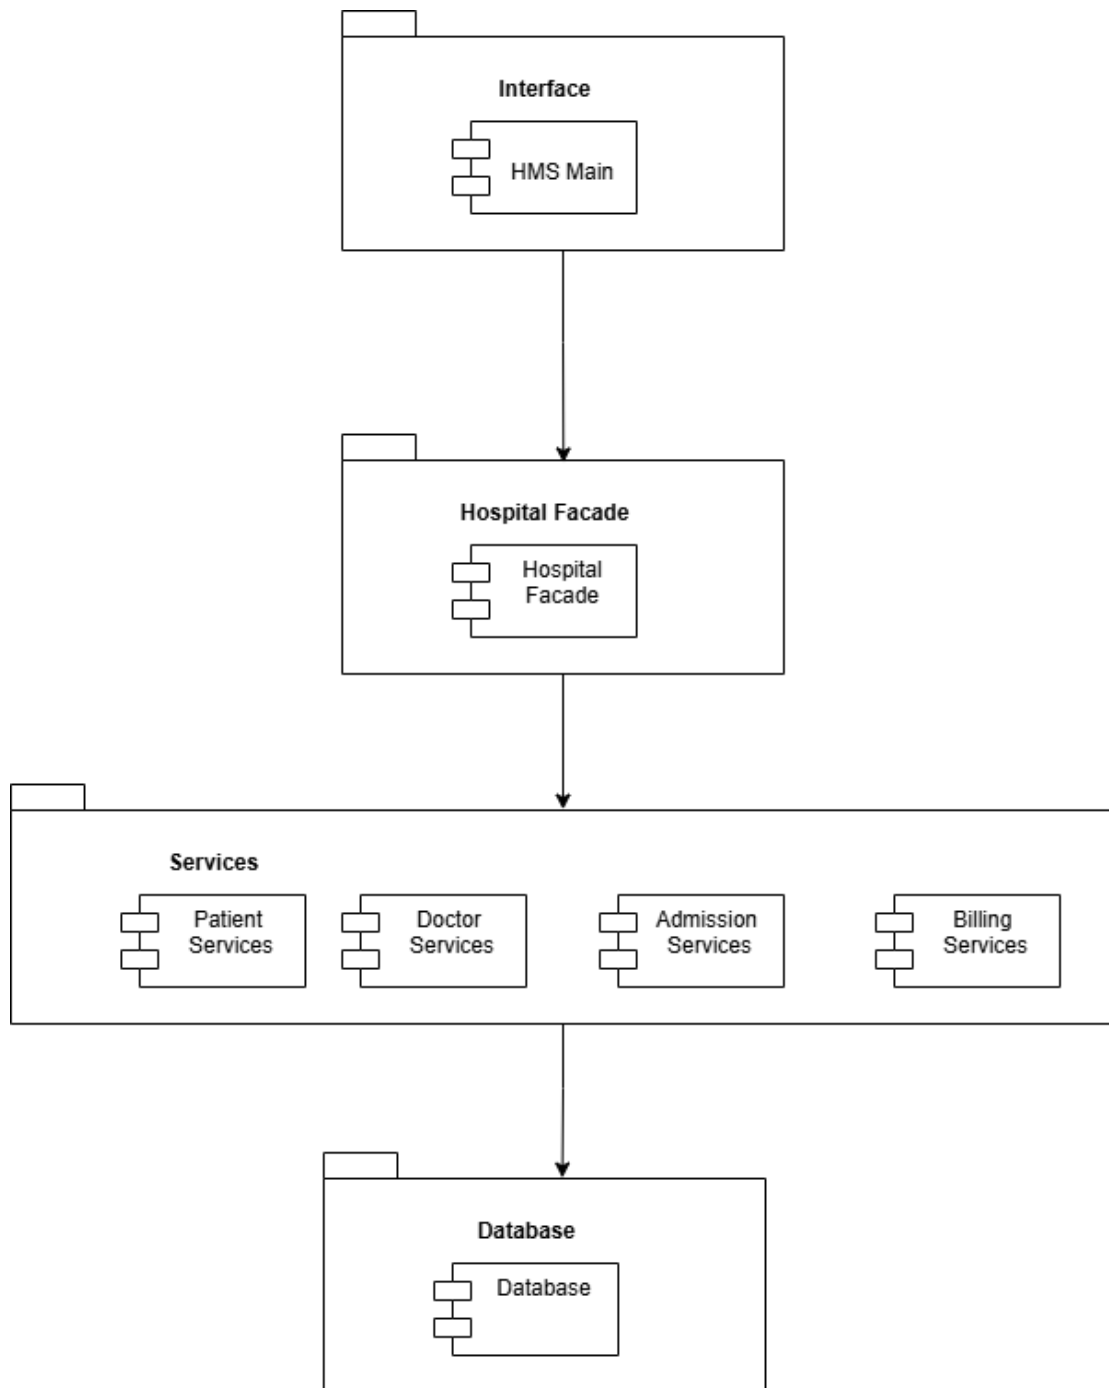 Interface
HMS Main
Hospital Facade
Hospital
Facade
Services
Patient
Services
Doctor
Services
Admission
Services
Billing
Services
Database
Database